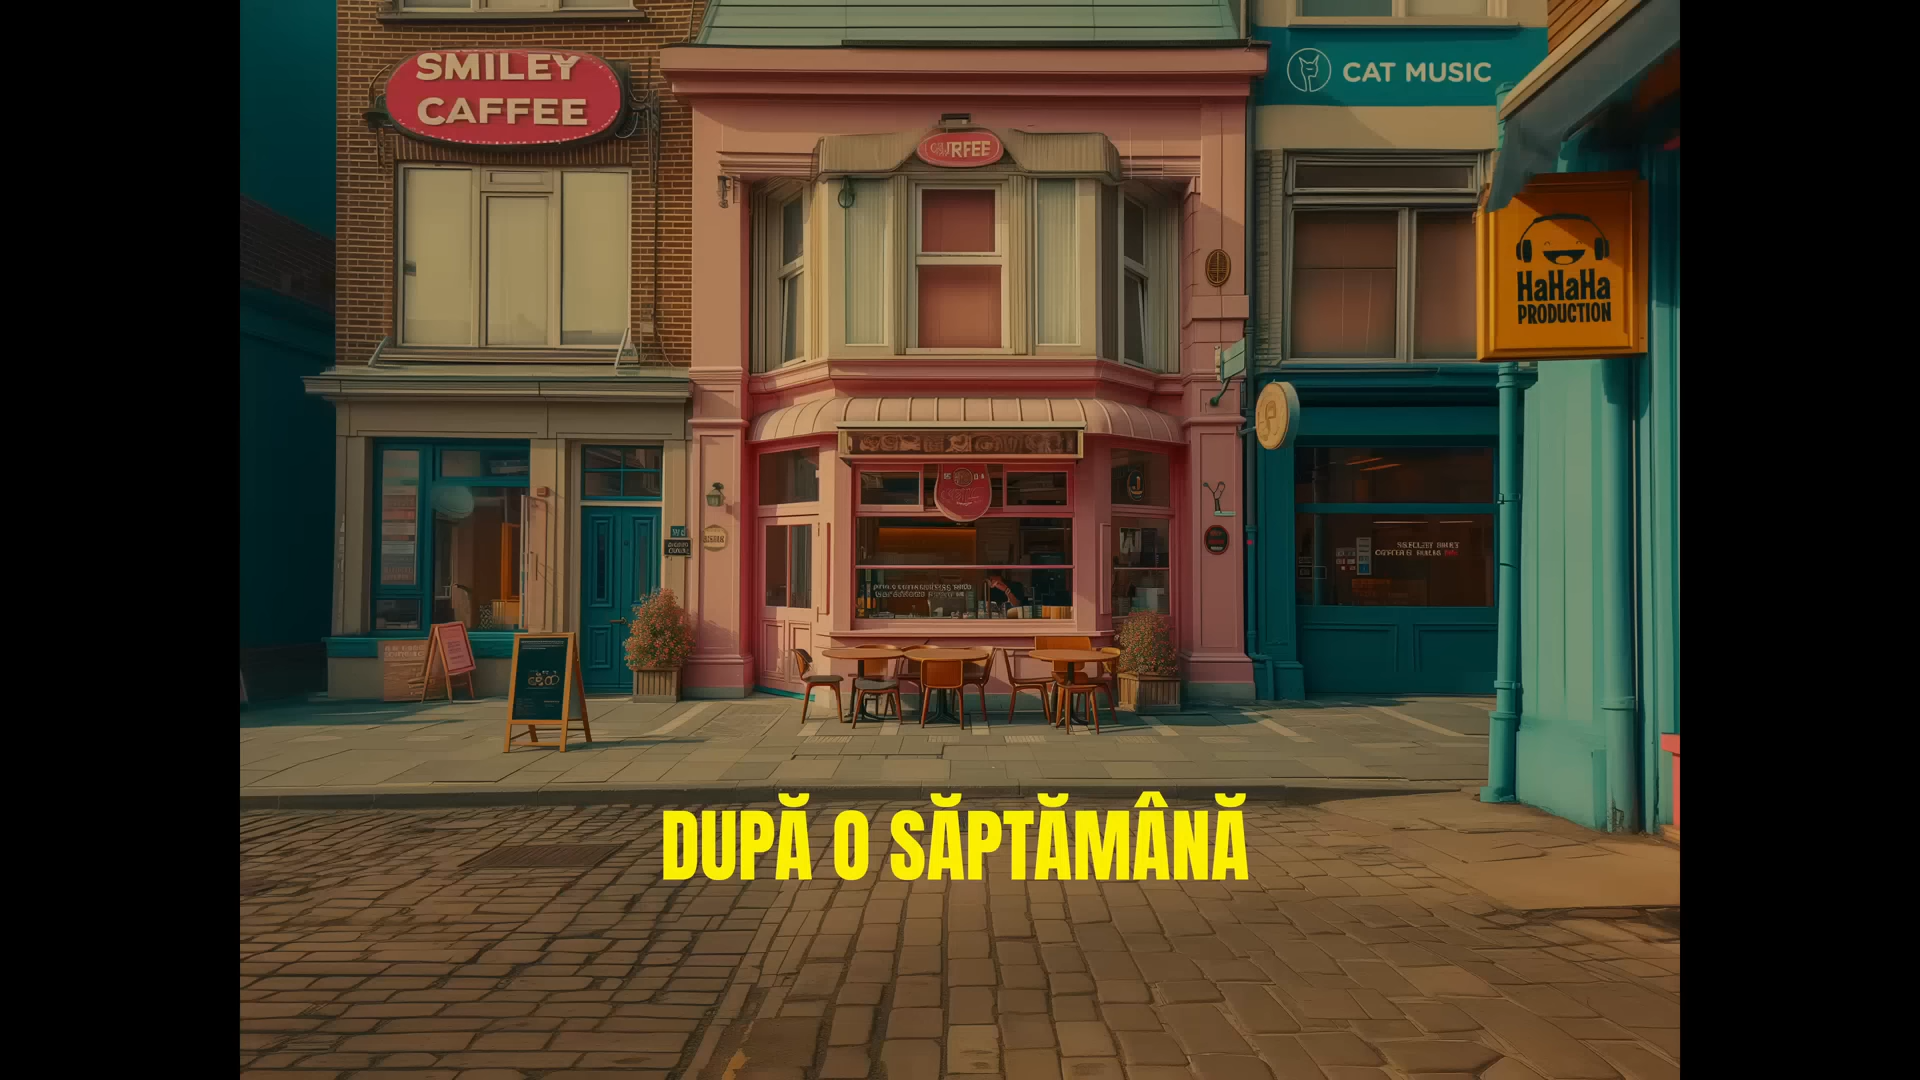 SMILEY
CAFFEE
CAT MUSIC
HaHaHa
PRODUCTION
DUPĂ O SĂPTĂMÂNĂ